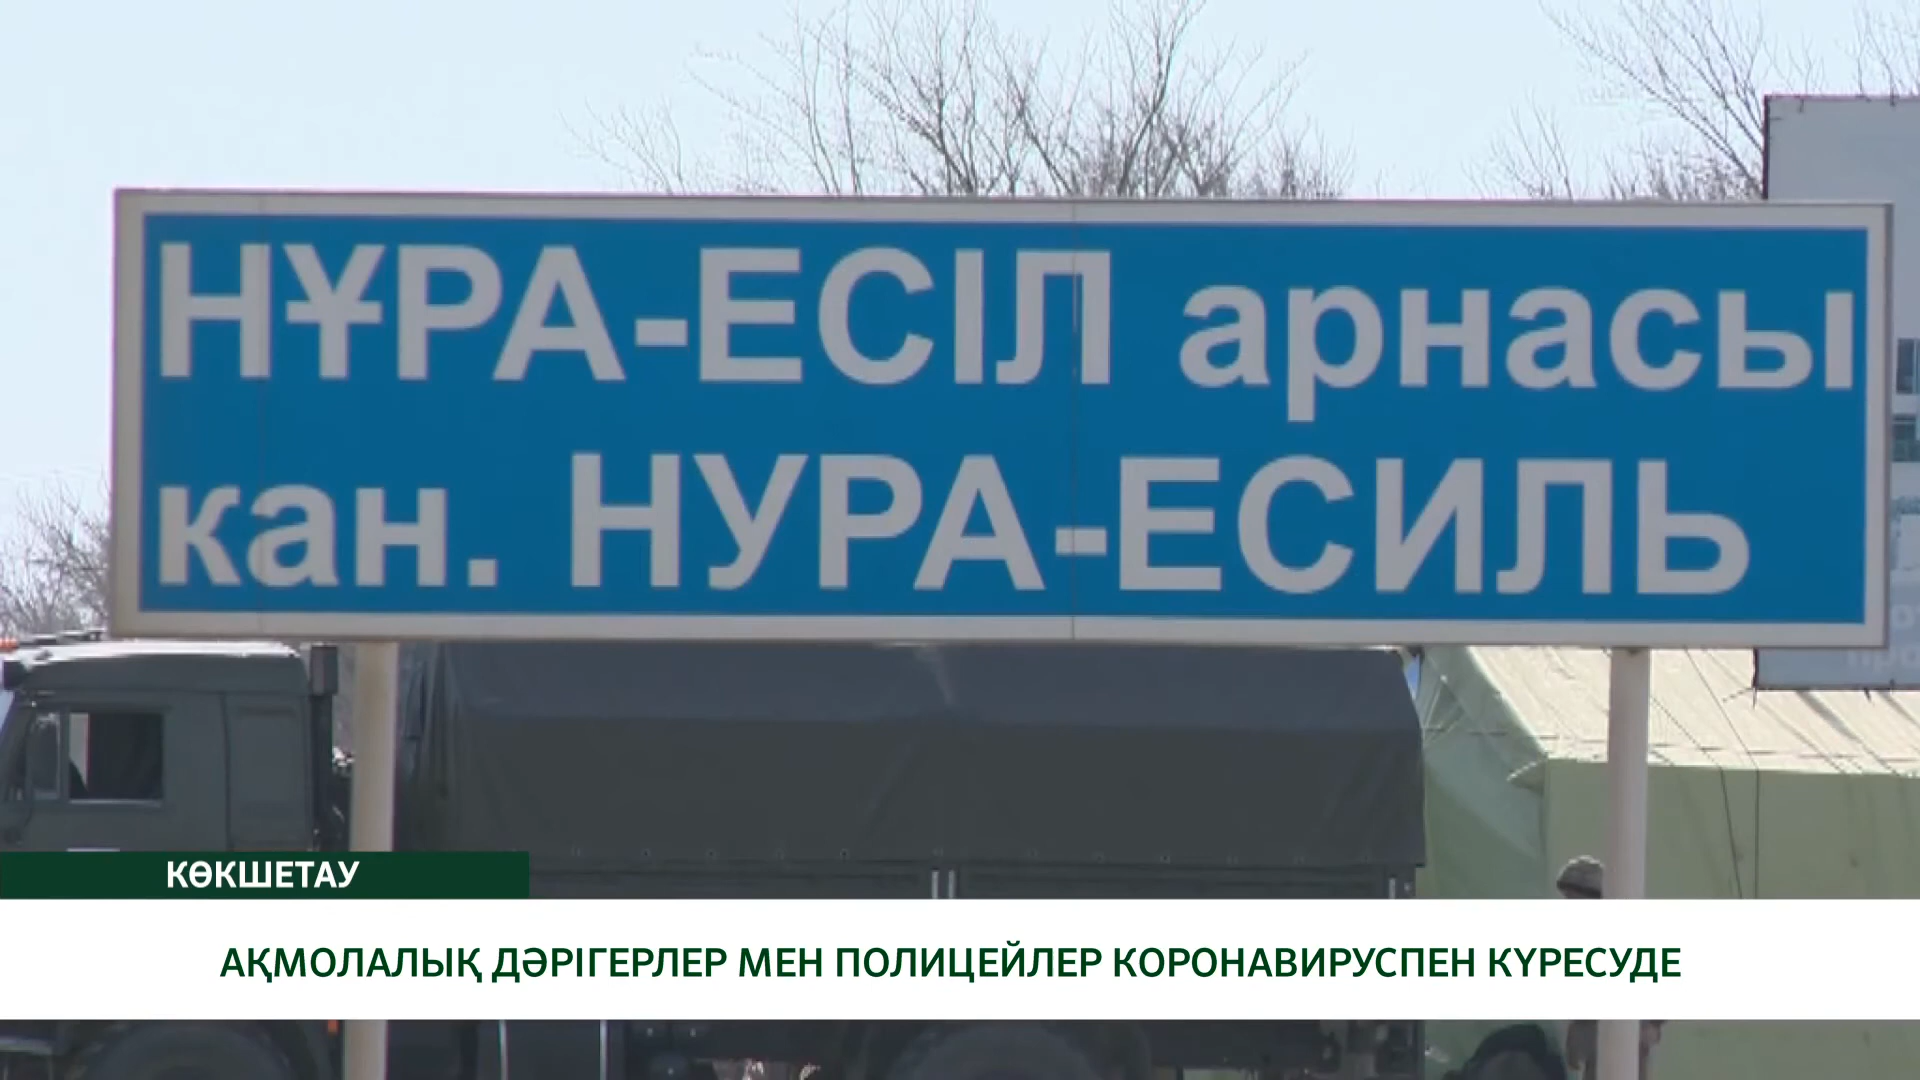 НҰРА-ЕСІЛ арнасы
кан. НУРА-ЕСИЛЬ
КӨКШЕТАУ
АҚМОЛАЛЫҚ ДӘРІГЕРЛЕР МЕН ПОЛИЦЕЙЛЕР КОРОНАВИРУСПЕН КҮРЕСУДЕ